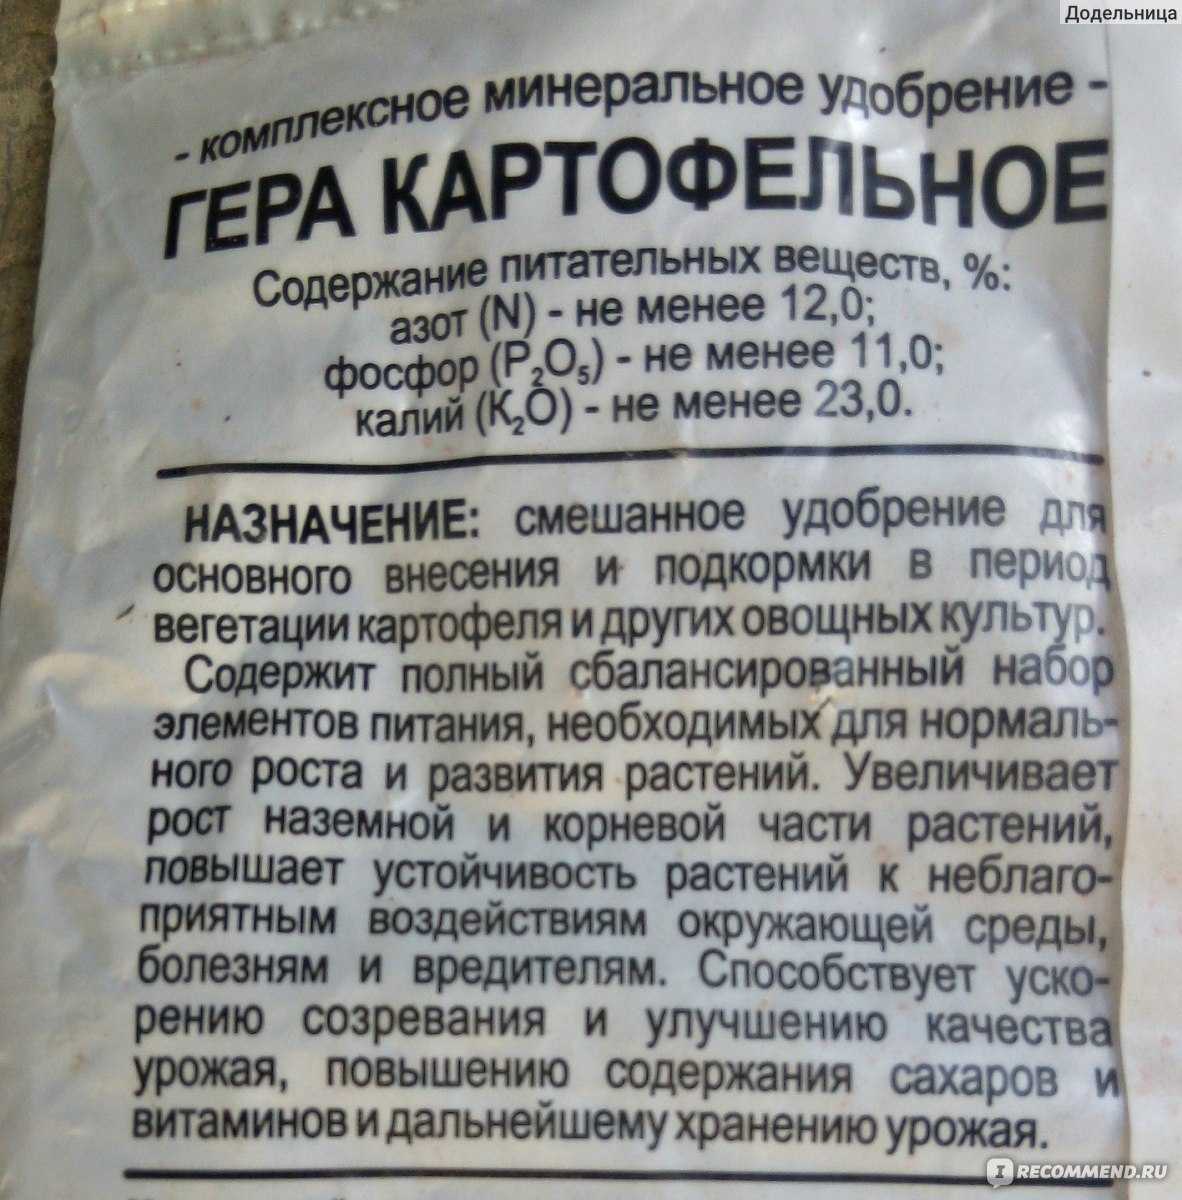 Додельница
- комплексное минеральное удобрение -
ГЕРА КАРТОФЕЛЬНОЕ
Содержание питательных веществ, %:
азот (N) - не менее 12,0;
фосфор (P₂O₅) - не менее 11,0;
калий (K₂O) - не менее 23,0.
НАЗНАЧЕНИЕ: смешанное удобрение для
основного внесения и подкормки в период
вегетации картофеля и других овощных культур.
Содержит полный сбалансированный набор
элементов питания, необходимых для нормаль-
ного роста и развития растений. Увеличивает
рост наземной и корневой части растений,
повышает устойчивость растений к неблаго-
приятным воздействиям окружающей среды,
болезням и вредителям. Способствует уско-
рению созревания и улучшению качества
урожая, повышению содержания сахаров и
витаминов и дальнейшему хранению урожая.
IRECOMMEND.RU